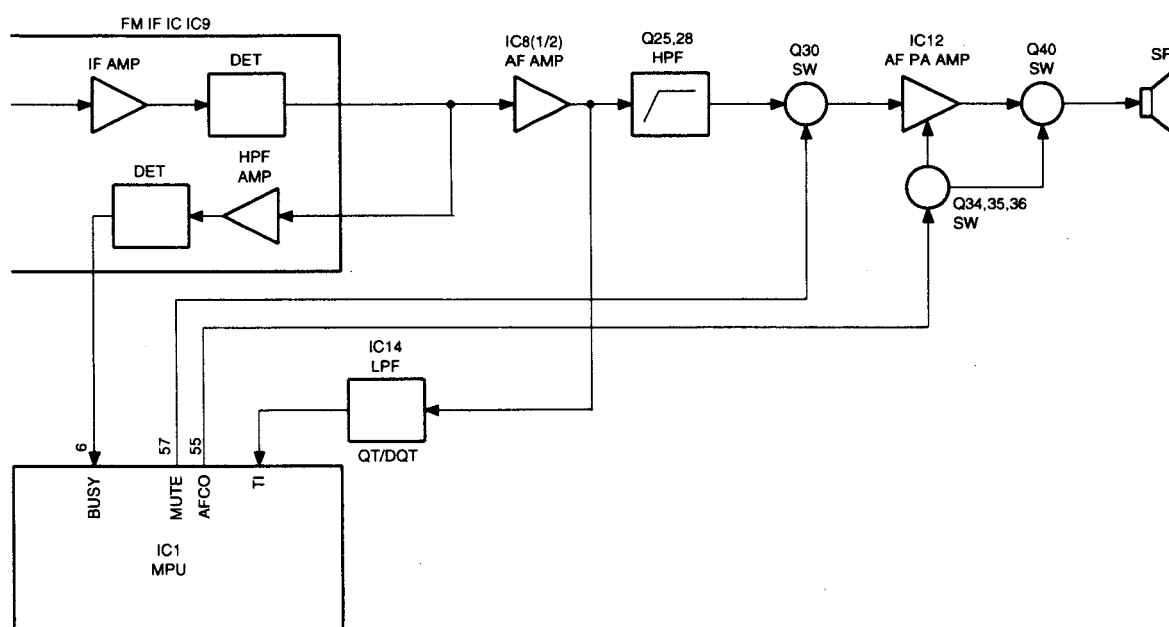 FM IF IC IC9
IF AMP
DET
IC8(1/2)
AF AMP
Q25,28
HPF
Q30
SW
IC12
AF PA AMP
Q40
SW
SP
DET
HPF
AMP
Q34,35,36
SW
IC14
LPF
QT/DQT
6
57
55
BUSY
MUTE
AFCO
TI
IC1
MPU